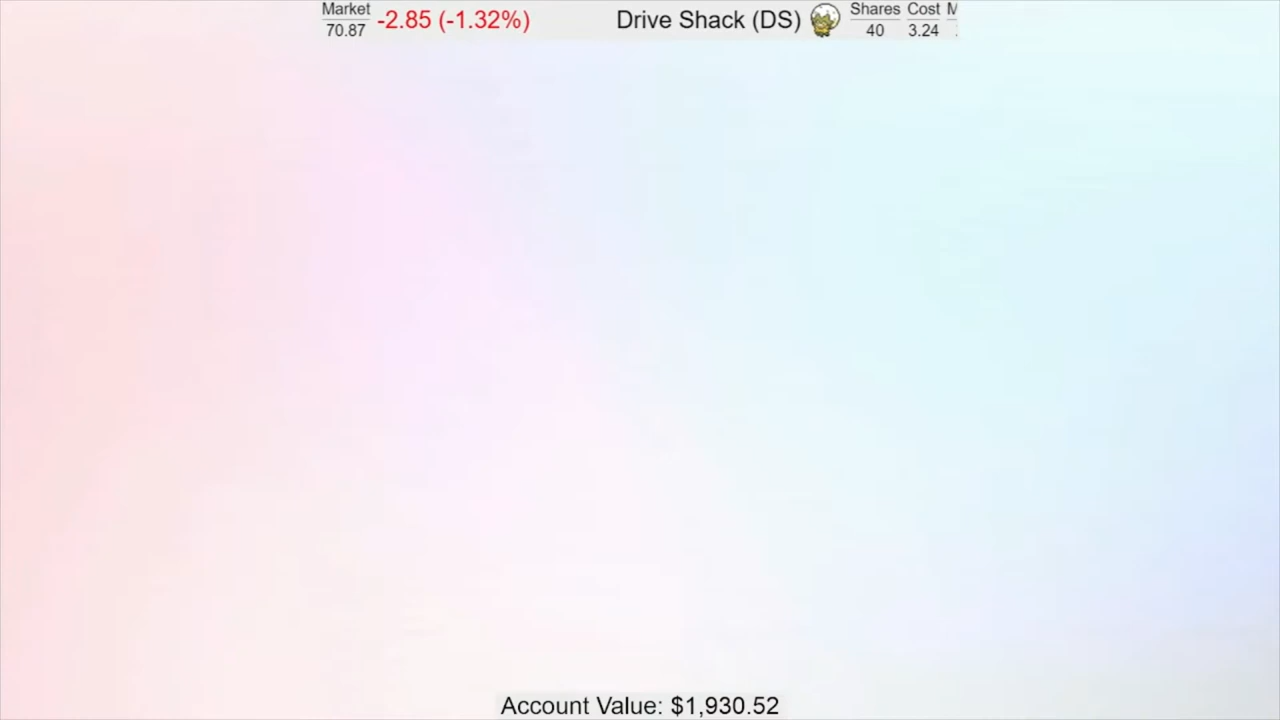 Market
70.87
-2.85 (-1.32%)
Drive Shack (DS)
Shares
40
Cost
3.24
Account Value: $1,930.52